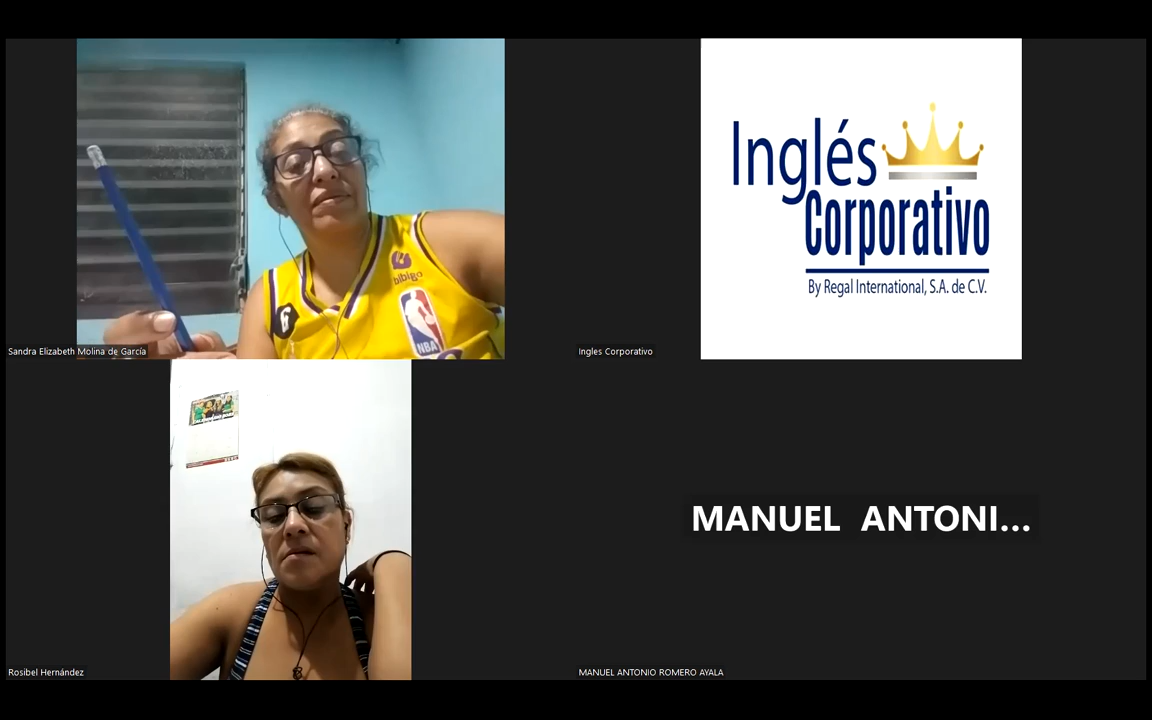 Inglés
Corporativo
By Regal International, S.A. de C.V.
bibigo
6
NBA
Sandra Elizabeth Molina de García
Ingles Corporativo
MANUEL ANTONI...
Rosibel Hernández
MANUEL ANTONIO ROMERO AYALA